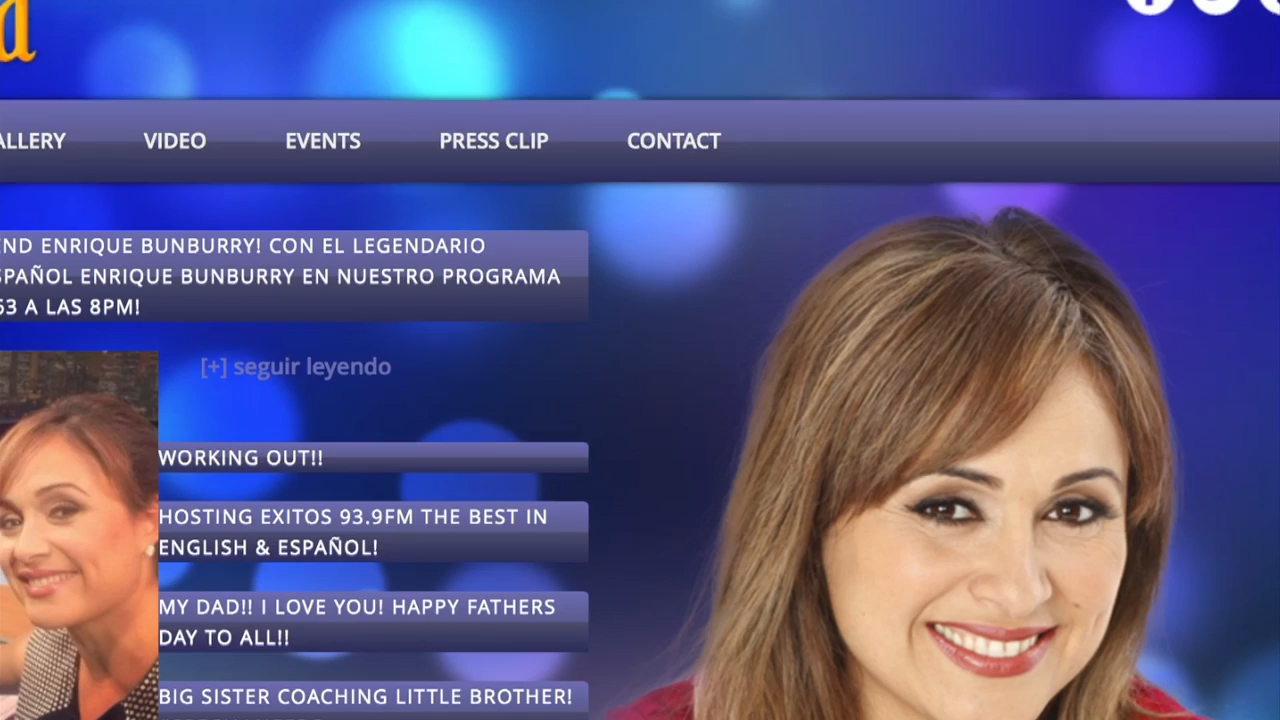 a
ALLERY VIDEO EVENTS PRESS CLIP CONTACT
END ENRIQUE BUNBURRY! CON EL LEGENDARIO
SPAÑOL ENRIQUE BUNBURRY EN NUESTRO PROGRAMA
63 A LAS 8PM!
[+] seguir leyendo
WORKING OUT!!
HOSTING EXITOS 93.9FM THE BEST IN
ENGLISH & ESPAÑOL!
MY DAD!! I LOVE YOU! HAPPY FATHERS
DAY TO ALL!!
BIG SISTER COACHING LITTLE BROTHER!